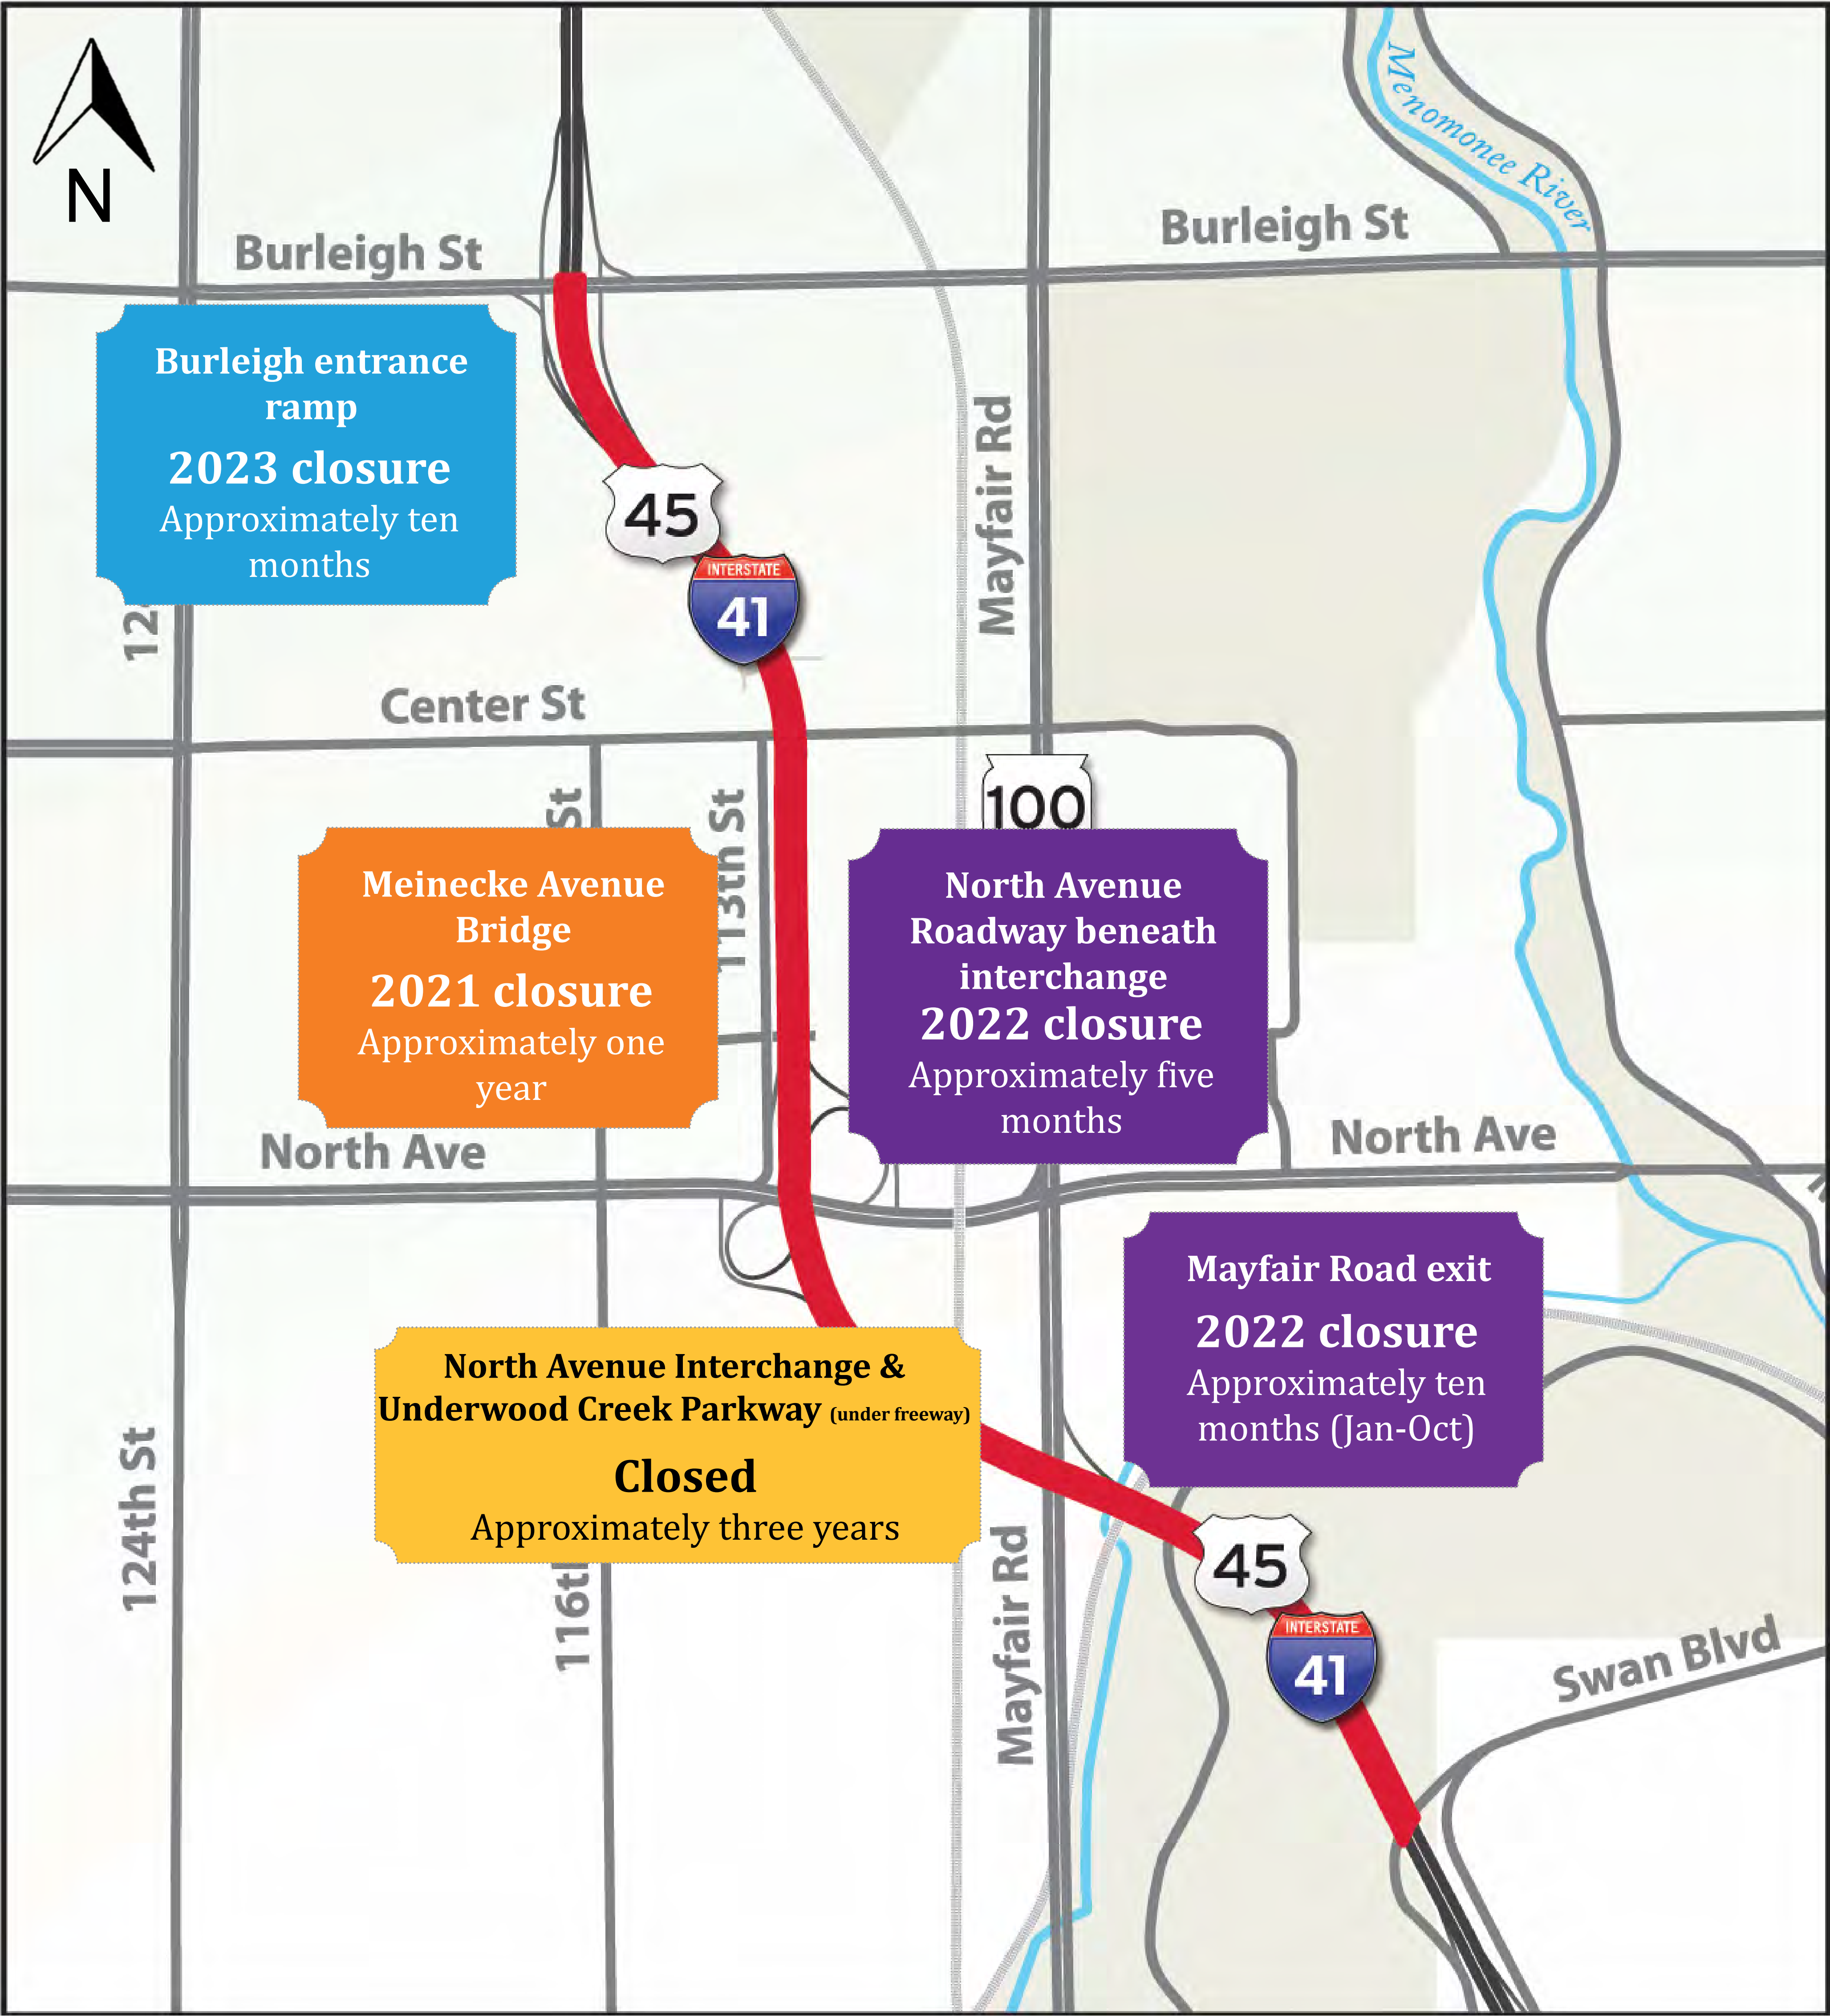 N
Menomonee River
Burleigh St
Burleigh St
Burleigh entrance
ramp
2023 closure
Approximately ten
months
Mayfair Rd
45
INTERSTATE
41
Center St
100
St
113th St
Meinecke Avenue
Bridge
2021 closure
Approximately one
year
North Avenue
Roadway beneath
interchange
2022 closure
Approximately five
months
North Ave
North Ave
Mayfair Road exit
2022 closure
Approximately ten
months (Jan-Oct)
North Avenue Interchange &
Underwood Creek Parkway (under freeway)
Closed
Approximately three years
124th St
116th
Mayfair Rd
45
INTERSTATE
41
Swan Blvd